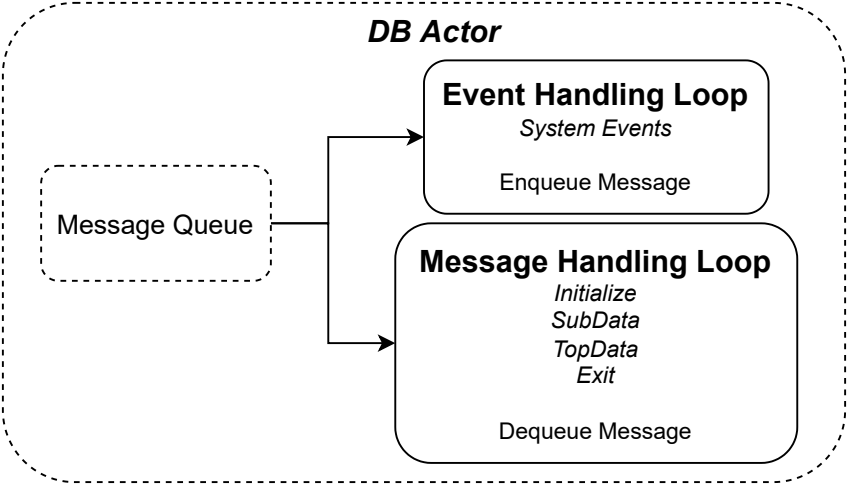 DB Actor
Event Handling Loop
System Events
Enqueue Message
Message Queue
Message Handling Loop
Initialize
SubData
TopData
Exit
Dequeue Message